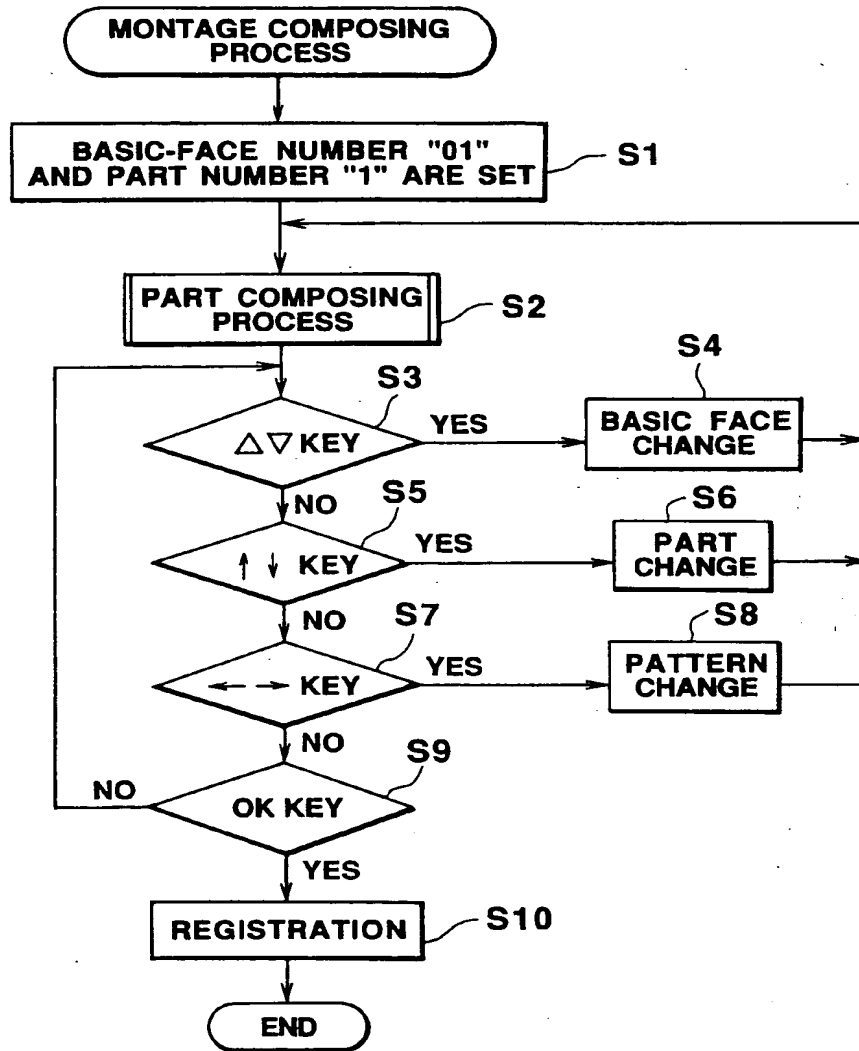 MONTAGE COMPOSING
PROCESS
BASIC-FACE NUMBER "01"
AND PART NUMBER "1" ARE SET
S1
PART COMPOSING
PROCESS
S2
S3
△ ▽ KEY
YES
S4
BASIC FACE
CHANGE
NO
S5
↑ ↓ KEY
YES
S6
PART
CHANGE
NO
S7
← → KEY
YES
S8
PATTERN
CHANGE
NO
S9
OK KEY
NO
YES
REGISTRATION
S10
END